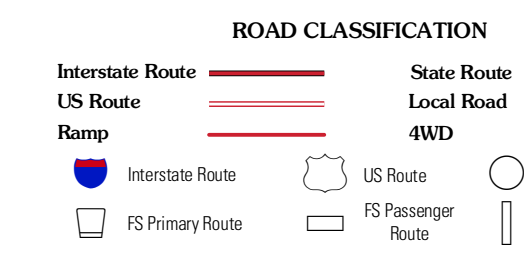 ROAD CLASSIFICATION
Interstate Route State Route
US Route Local Road
Ramp 4WD
Interstate Route US Route
FS Primary Route FS Passenger
Route